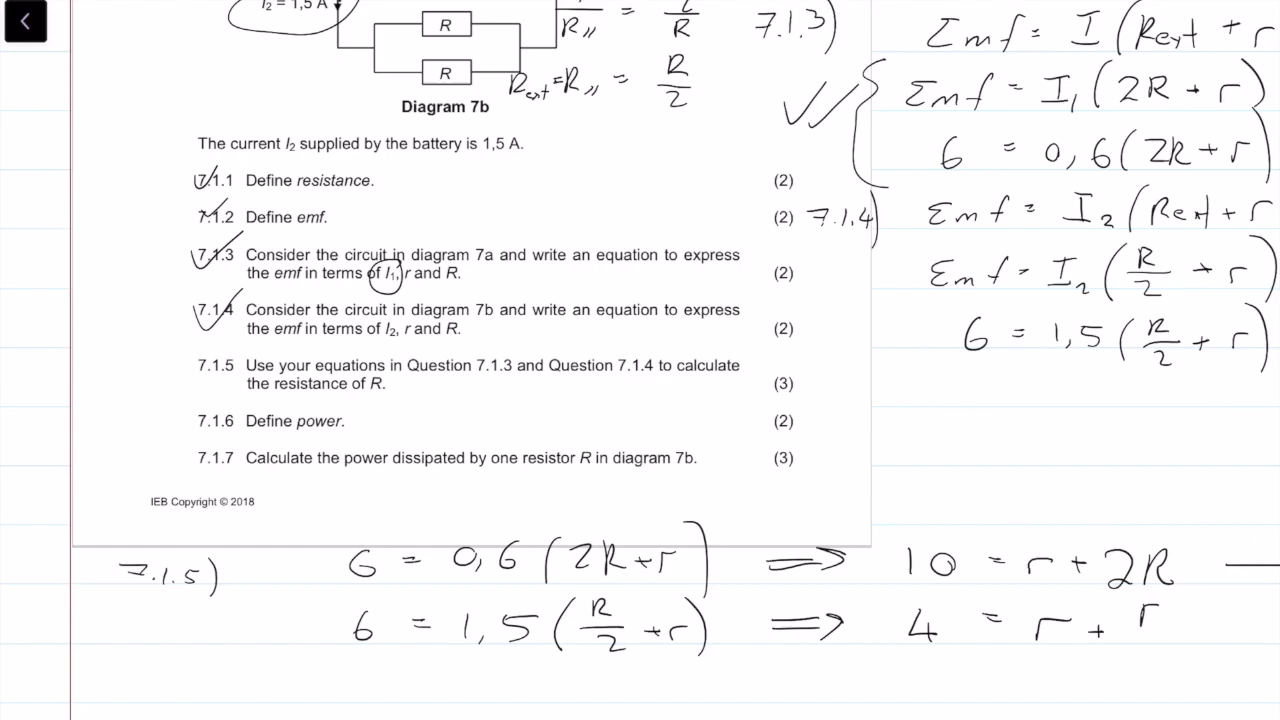 I₂ = 1,5 A
R
R
R// = R
R_ext = R// = R/2
Diagram 7b
The current I₂ supplied by the battery is 1,5 A.
7.1.1 Define resistance. (2)
7.1.2 Define emf. (2)
7.1.3 Consider the circuit in diagram 7a and write an equation to express
the emf in terms of I₁, r and R. (2)
7.1.4 Consider the circuit in diagram 7b and write an equation to express
the emf in terms of I₂, r and R. (2)
7.1.5 Use your equations in Question 7.1.3 and Question 7.1.4 to calculate
the resistance of R. (3)
7.1.6 Define power. (2)
7.1.7 Calculate the power dissipated by one resistor R in diagram 7b. (3)
IEB Copyright © 2018
7.1.3) Emf = I (Rext + r
Emf = I₁ (2R + r)
6 = 0,6 (2R + r)
7.1.4) Emf = I₂ (Rext + r
Emf = I₂ (R/2 + r)
6 = 1,5 (R/2 + r)
7.1.5) 6 = 0,6 (2R + r) ⇒ 10 = r + 2R —
6 = 1,5 (R/2 + r) ⇒ 4 = r +